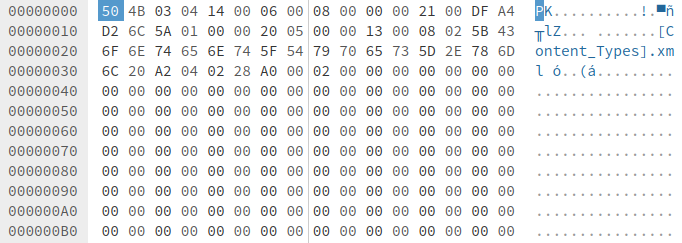 00000000 50 4B 03 04 14 00 06 00 08 00 00 00 21 00 DF A4 PK..........!.▀ñ
00000010 D2 6C 5A 01 00 00 20 05 00 00 13 00 08 02 5B 43 ╥lZ... .......[C
00000020 6F 6E 74 65 6E 74 5F 54 79 70 65 73 5D 2E 78 6D ontent_Types].xm
00000030 6C 20 A2 04 02 28 A0 00 02 00 00 00 00 00 00 00 l ó..(á.........
00000040 00 00 00 00 00 00 00 00 00 00 00 00 00 00 00 00 ................
00000050 00 00 00 00 00 00 00 00 00 00 00 00 00 00 00 00 ................
00000060 00 00 00 00 00 00 00 00 00 00 00 00 00 00 00 00 ................
00000070 00 00 00 00 00 00 00 00 00 00 00 00 00 00 00 00 ................
00000080 00 00 00 00 00 00 00 00 00 00 00 00 00 00 00 00 ................
00000090 00 00 00 00 00 00 00 00 00 00 00 00 00 00 00 00 ................
000000A0 00 00 00 00 00 00 00 00 00 00 00 00 00 00 00 00 ................
000000B0 00 00 00 00 00 00 00 00 00 00 00 00 00 00 00 00 ................